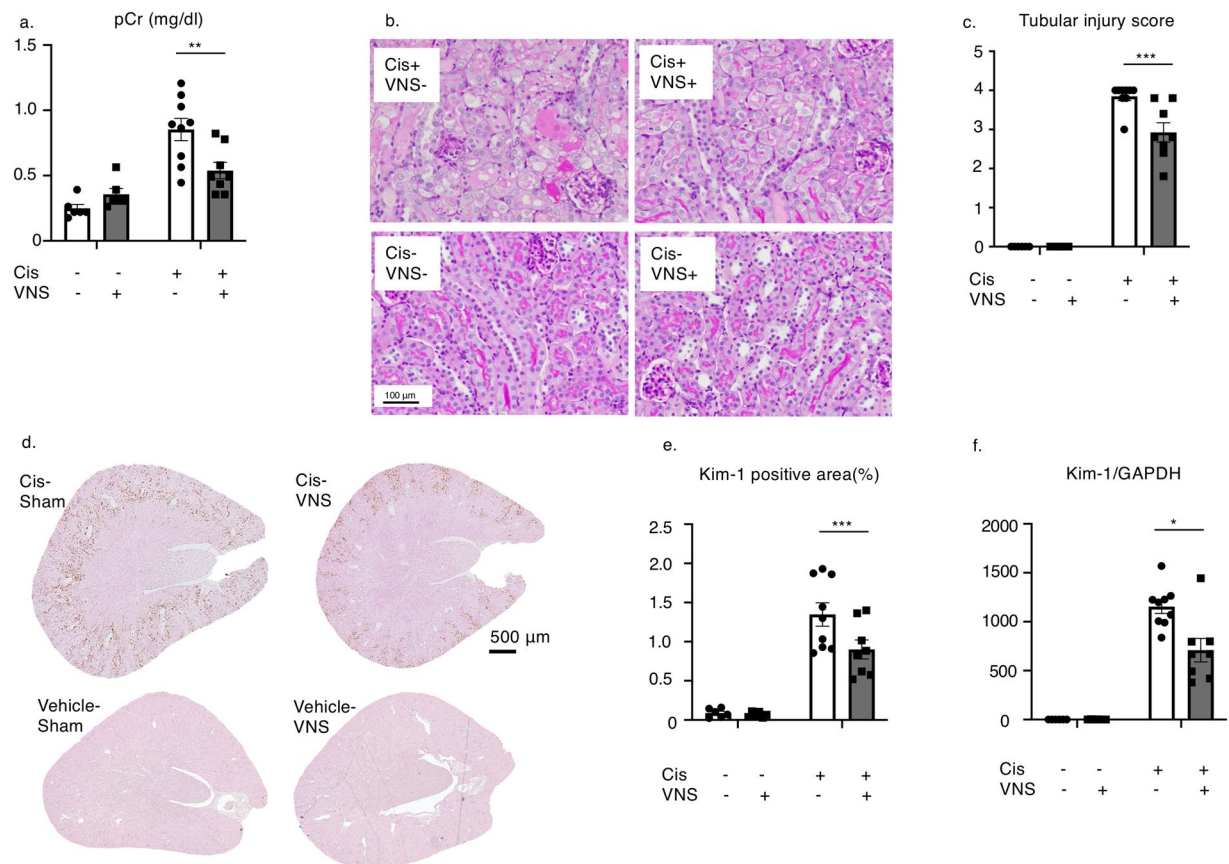 a.
pCr (mg/dl)
1.5
1.0
0.5
0
**
Cis - - + +
VNS - + - +
b.
Cis+
VNS-
Cis+
VNS+
Cis-
VNS-
Cis-
VNS+
100 µm
c.
Tubular injury score
5
4
3
2
1
0
***
Cis - - + +
VNS - + - +
d.
Cis-
Sham
Cis-
VNS
500 µm
Vehicle-
Sham
Vehicle-
VNS
e.
Kim-1 positive area(%)
2.5
2.0
1.5
1.0
0.5
0
***
Cis - - + +
VNS - + - +
f.
Kim-1/GAPDH
2000
1500
1000
500
0
*
Cis - - + +
VNS - + - +